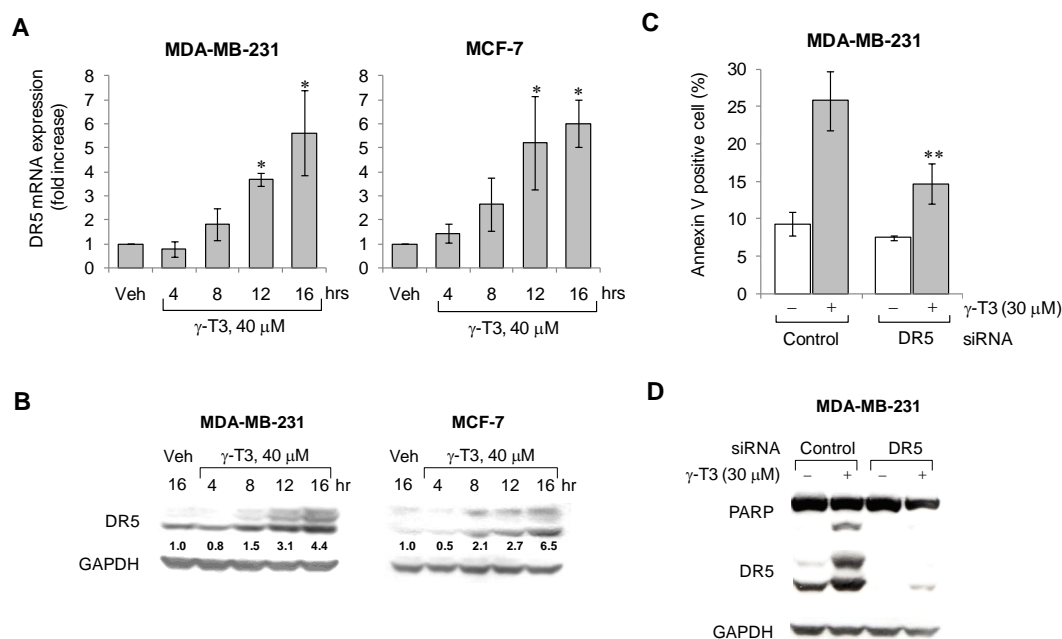 A
MDA-MB-231
MCF-7
DR5 mRNA expression
(fold increase)
8
7
6
5
4
3
2
1
0
*
*
Veh 4 8 12 16
γ-T3, 40 μM
8
7
6
5
4
3
2
1
0
*
*
Veh 4 8 12 16 hrs
hrs
γ-T3, 40 μM
C
MDA-MB-231
Annexin V positive cell (%)
30
25
20
15
10
5
0
**
– + – + γ-T3 (30 μM)
Control DR5 siRNA
B
MDA-MB-231
Veh γ-T3, 40 μM
16 4 8 12 16 hr
DR5
1.0 0.8 1.5 3.1 4.4
GAPDH
MCF-7
Veh γ-T3, 40 μM
16 4 8 12 16 hr
1.0 0.5 2.1 2.7 6.5
D
MDA-MB-231
siRNA Control DR5
γ-T3 (30 μM) – + – +
PARP
DR5
GAPDH